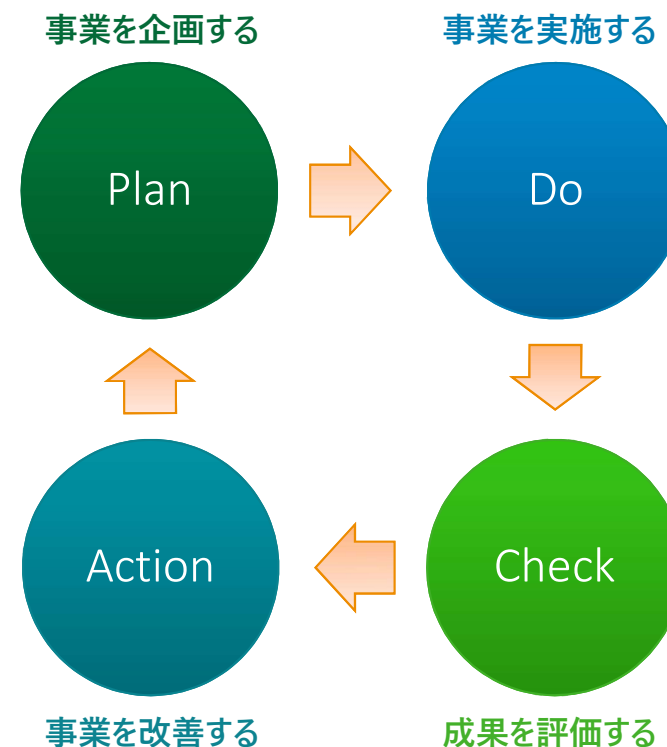 事業を企画する
事業を実施する
Plan
Do
Action
Check
事業を改善する
成果を評価する